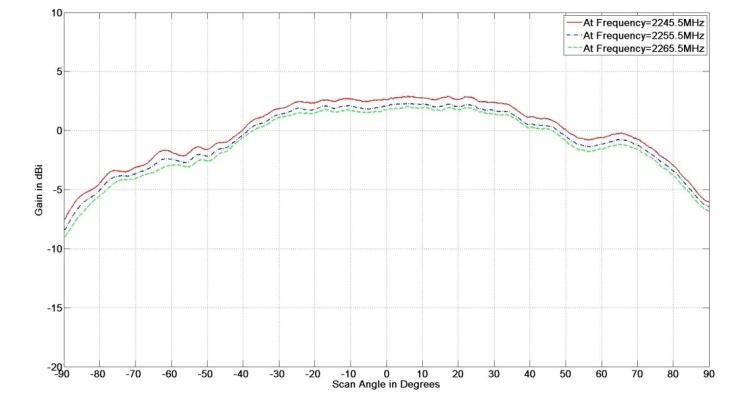 10
At Frequency=2245.5MHz
At Frequency=2255.5MHz
At Frequency=2265.5MHz
5
0
-5
-10
-15
-20
Gain in dBi
-90 -80 -70 -60 -50 -40 -30 -20 -10 0 10 20 30 40 50 60 70 80 90
Scan Angle in Degrees